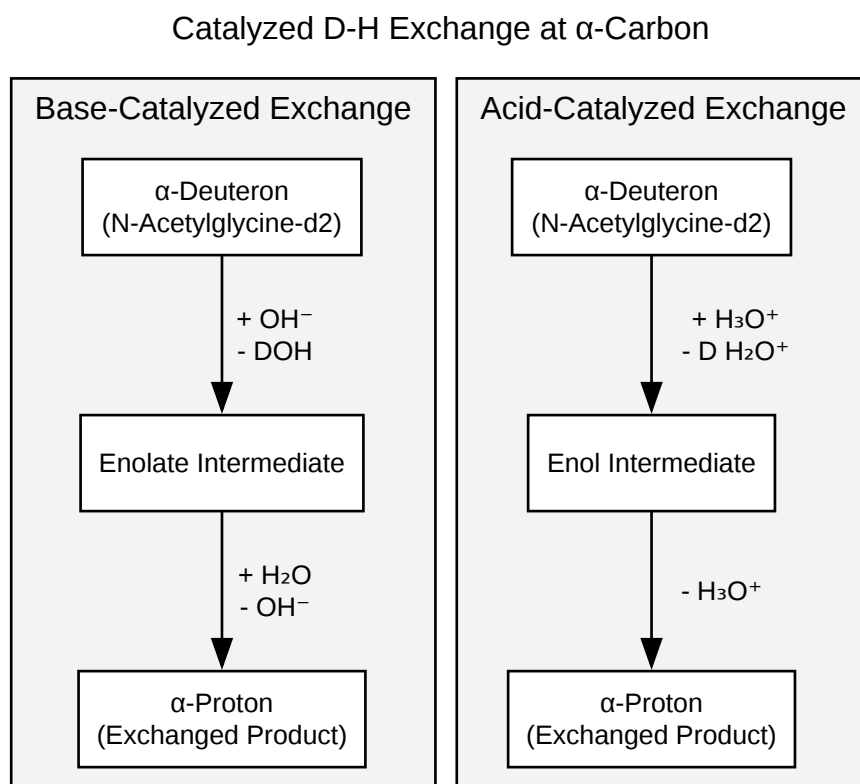 Catalyzed D-H Exchange at α-Carbon
Base-Catalyzed Exchange
α-Deuteron
(N-Acetylglycine-d2)
+ OH⁻
- DOH
Enolate Intermediate
+ H₂O
- OH⁻
α-Proton
(Exchanged Product)
Acid-Catalyzed Exchange
α-Deuteron
(N-Acetylglycine-d2)
+ H₃O⁺
- D H₂O⁺
Enol Intermediate
- H₃O⁺
α-Proton
(Exchanged Product)